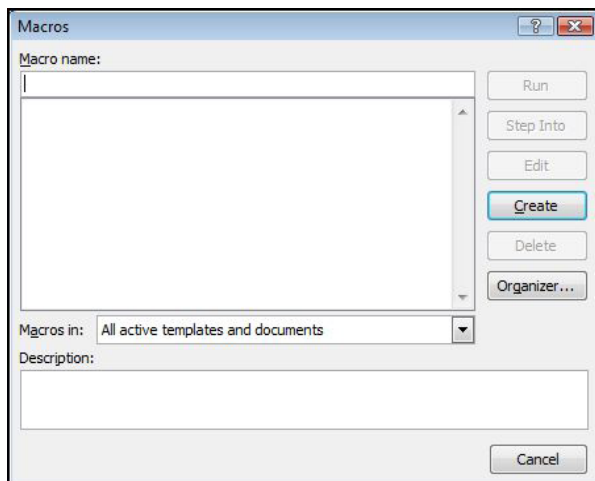 Macros
Macro name:
Run
Step Into
Edit
Create
Delete
Organizer...
Macros in: All active templates and documents
Description:
Cancel